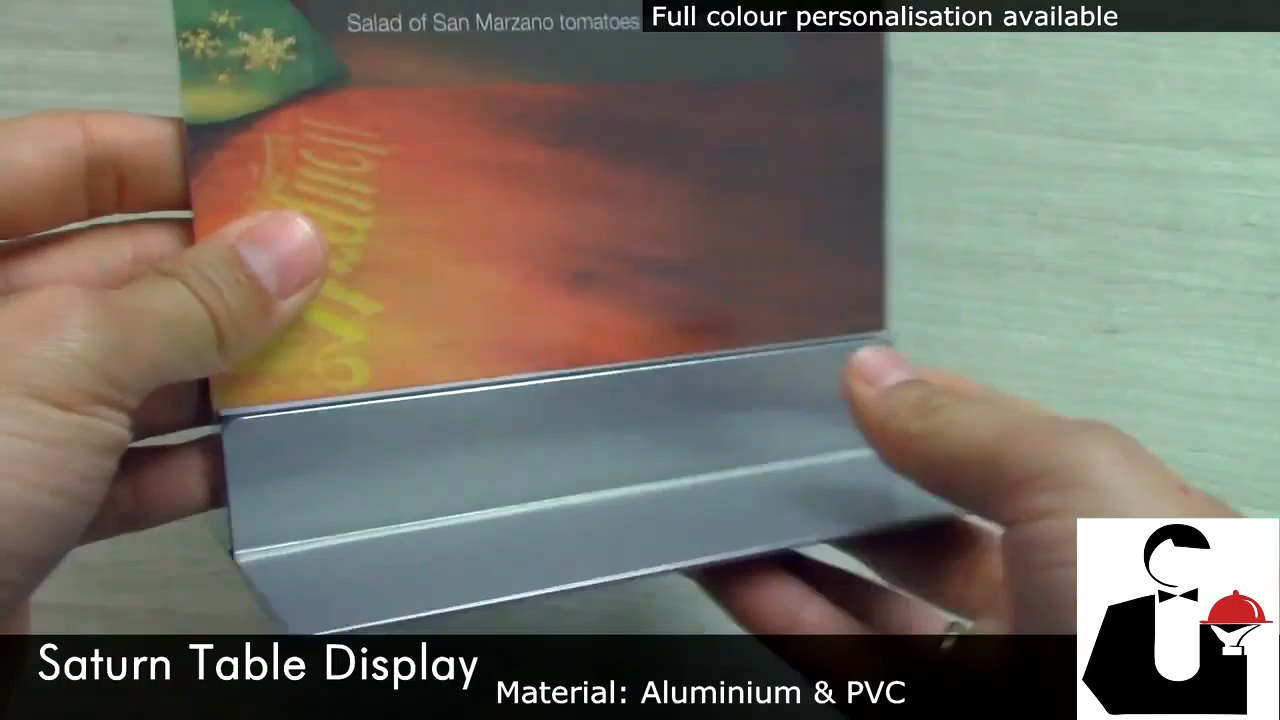 Full colour personalisation available
Salad of San Marzano tomatoes
Saturn Table Display
Material: Aluminium & PVC